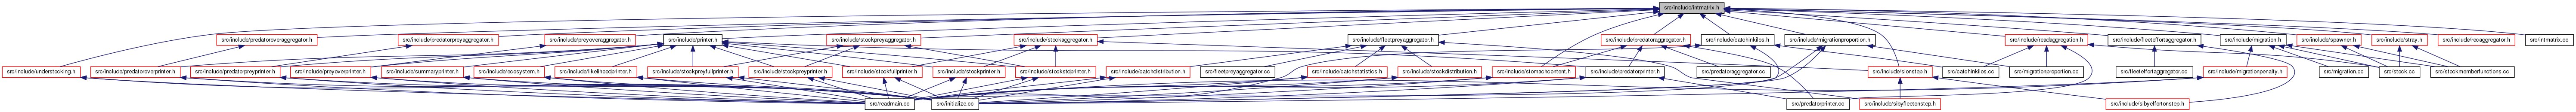 src/include/intmatrix.h
src/include/predatoroveraggregator.h
src/include/predatorpreyaggregator.h
src/include/preyoveraggregator.h
src/include/printer.h
src/include/stockpreyaggregator.h
src/include/stockaggregator.h
src/include/fleetpreyaggregator.h
src/include/predatoraggregator.h
src/include/catchinkilos.h
src/include/migrationproportion.h
src/include/readaggregation.h
src/include/fleeteffortaggregator.h
src/include/migration.h
src/include/spawner.h
src/include/stray.h
src/include/recaggregator.h
src/intmatrix.cc
src/include/understocking.h
src/include/predatoroverprinter.h
src/include/predatorpreyprinter.h
src/include/preyoverprinter.h
src/include/summaryprinter.h
src/include/ecosystem.h
src/include/likelihoodprinter.h
src/include/stockpreyfullprinter.h
src/include/stockpreyprinter.h
src/include/stockfullprinter.h
src/include/stockprinter.h
src/include/stockstdprinter.h
src/include/catchdistribution.h
src/fleetpreyaggregator.cc
src/include/catchstatistics.h
src/include/stockdistribution.h
src/include/stomachcontent.h
src/include/predatorprinter.h
src/predatoraggregator.cc
src/include/sionstep.h
src/catchinkilos.cc
src/migrationproportion.cc
src/fleeteffortaggregator.cc
src/include/migrationpenalty.h
src/migration.cc
src/stock.cc
src/stockmemberfunctions.cc
src/readmain.cc
src/initialize.cc
src/predatorprinter.cc
src/include/sibyfleetonstep.h
src/include/sibyeffortonstep.h